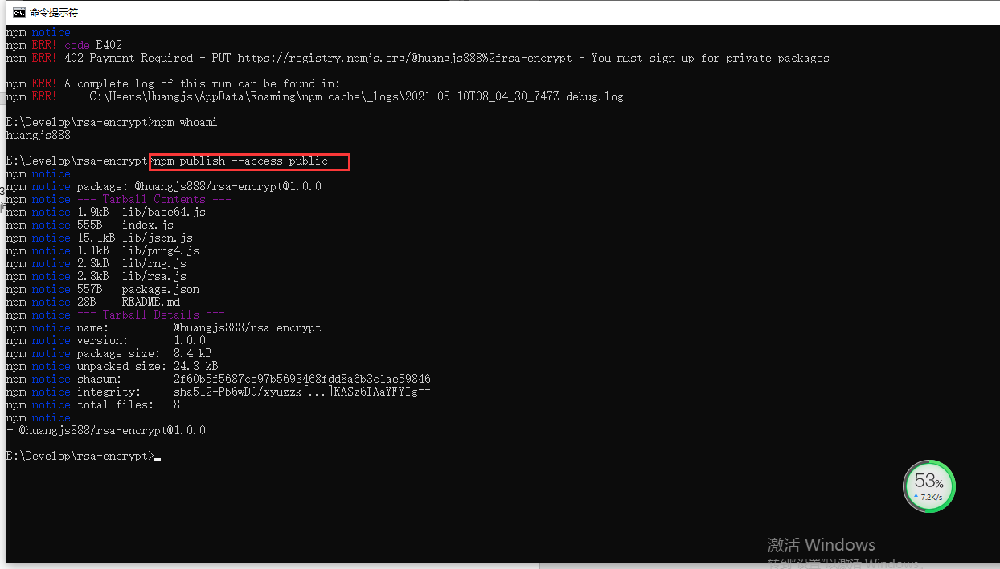 命令提示符
npm notice
npm ERR! code E402
npm ERR! 402 Payment Required - PUT https://registry.npmjs.org/@huangjs888%2frsa-encrypt - You must sign up for private packages
npm ERR! A complete log of this run can be found in:
npm ERR!     C:\Users\Huangjs\AppData\Roaming\npm-cache\_logs\2021-05-10T08_04_30_747Z-debug.log
E:\Develop\rsa-encrypt>npm whoami
huangjs888
E:\Develop\rsa-encrypt>npm publish --access public
npm notice
npm notice package: @huangjs888/rsa-encrypt@1.0.0
npm notice === Tarball Contents ===
npm notice 1.9kB  lib/base64.js
npm notice 555B   index.js
npm notice 15.1kB lib/jsbn.js
npm notice 1.1kB  lib/prng4.js
npm notice 2.3kB  lib/rng.js
npm notice 2.8kB  lib/rsa.js
npm notice 557B   package.json
npm notice 28B    README.md
npm notice === Tarball Details ===
npm notice name:          @huangjs888/rsa-encrypt
npm notice version:       1.0.0
npm notice package size:  8.4 kB
npm notice unpacked size: 24.3 kB
npm notice shasum:        2f60b5f5687ce97b5693468fdd8a6b3c1ae59846
npm notice integrity:     sha512-Pb6wD0/xyuzzk[...]KASz6IAaYFYIg==
npm notice total files:   8
npm notice
+ @huangjs888/rsa-encrypt@1.0.0
E:\Develop\rsa-encrypt>
53%
7.2K/s
激活 Windows
转到"设置"以激活 Windows。